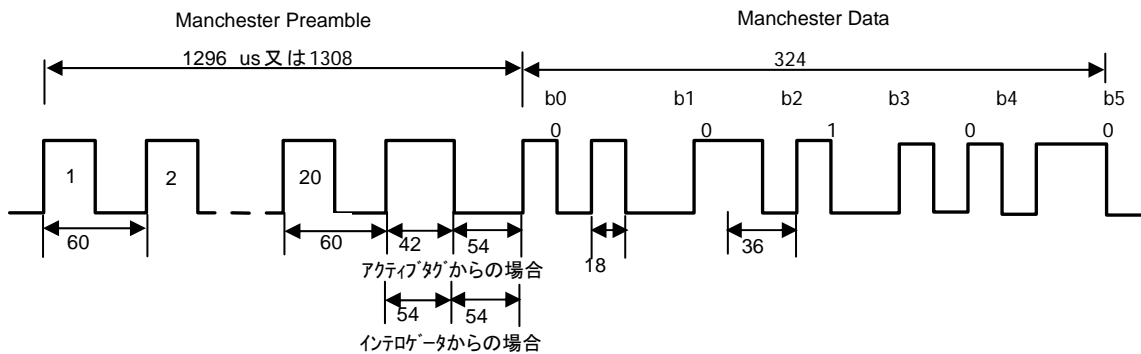 Manchester Preamble
Manchester Data
1296 us又は1308
324
b0 b1 b2 b3 b4 b5
0 0 1 0 0
1 2 20
60 60 42 54 18 36
アクティブタグからの場合
54 54
インテロゲータからの場合